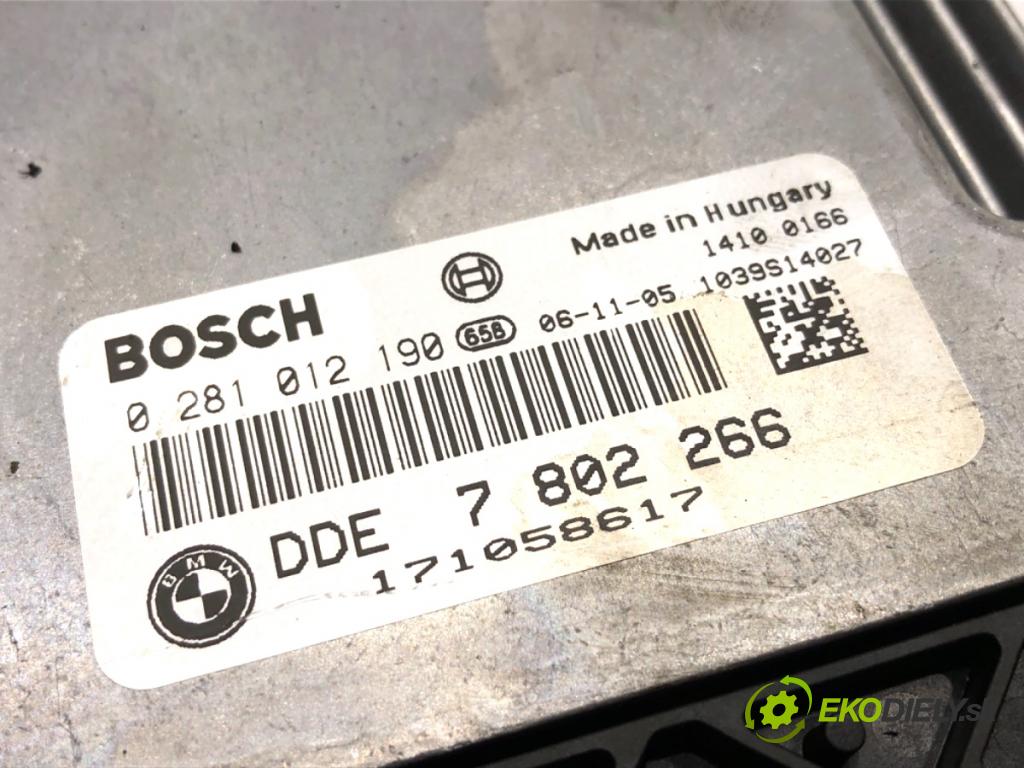 Made in Hungary
1410 0166
BOSCH
0 281 012 190 658 06-11-05 1039S14027
DDE 7 802 266
171058617
BMW
EKODIELY.s